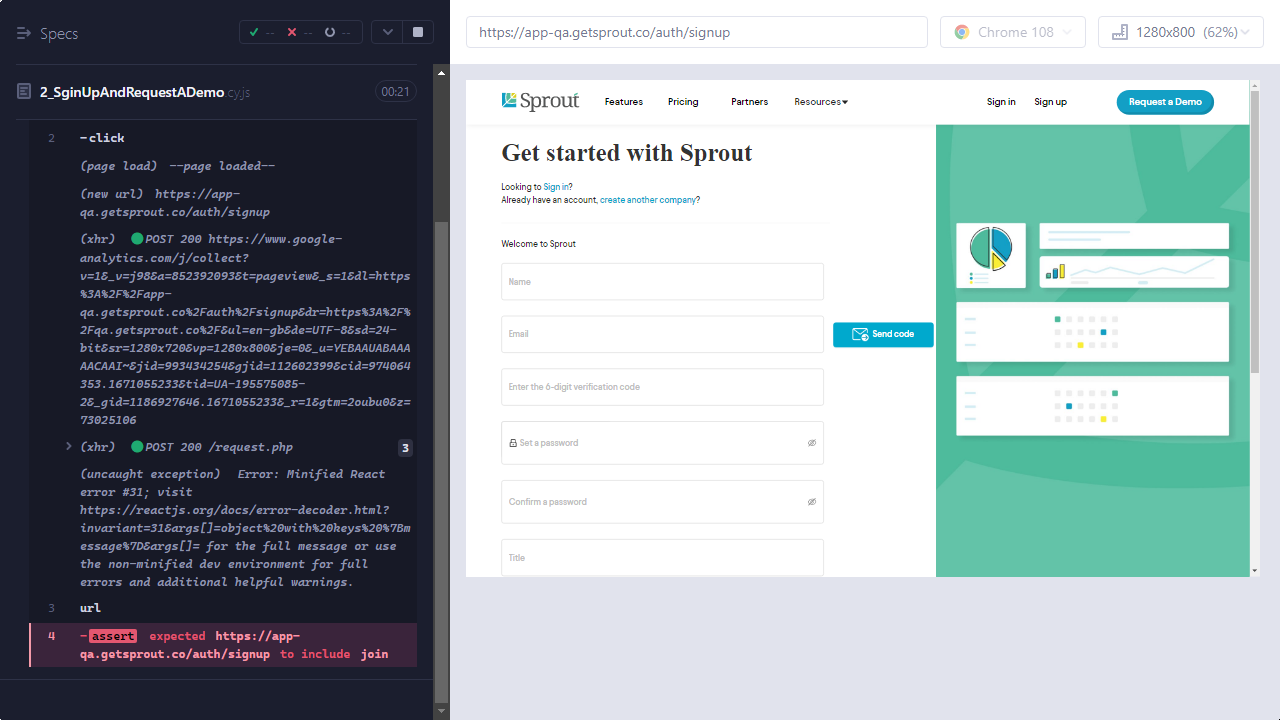 Specs
--
--
--
2_SginUpAndRequestADemo.cy.js
00:21
2 -click
(page load) --page loaded--
(new url) https://app-
qa.getsprout.co/auth/signup
(xhr) POST 200 https://www.google-
analytics.com/j/collect?
v=1&_v=j98&a=852392093&t=pageview&_s=1&dl=https
%3A%2F%2Fapp-
qa.getsprout.co%2Fauth%2Fsignup&dr=https%3A%2F%
2Fqa.getsprout.co%2F&ul=en-gb&de=UTF-8&sd=24-
bit&sr=1280x720&vp=1280x800&je=0&_u=YEBAAUABAAA
AACAAI~&jid=993434254&gjid=112602399&cid=974064
353.1671055233&tid=UA-195575085-
2&_gid=1186927646.1671055233&_r=1&gtm=2oubu0&z=
73025106
(xhr) POST 200 /request.php 3
(uncaught exception) Error: Minified React
error #31; visit
https://reactjs.org/docs/error-decoder.html?
invariant=31&args[]=object%20with%20keys%20%7Bm
essage%7D&args[]= for the full message or use
the non-minified dev environment for full
errors and additional helpful warnings.
3 url
4 -assert expected https://app-
qa.getsprout.co/auth/signup to include join
https://app-qa.getsprout.co/auth/signup
Chrome 108
1280x800 (62%)
Sprout
Features
Pricing
Partners
Resources
Sign in
Sign up
Request a Demo
Get started with Sprout
Looking to Sign in?
Already have an account, create another company?
Welcome to Sprout
Name
Email
Send code
Enter the 6-digit verification code
Set a password
Confirm a password
Title